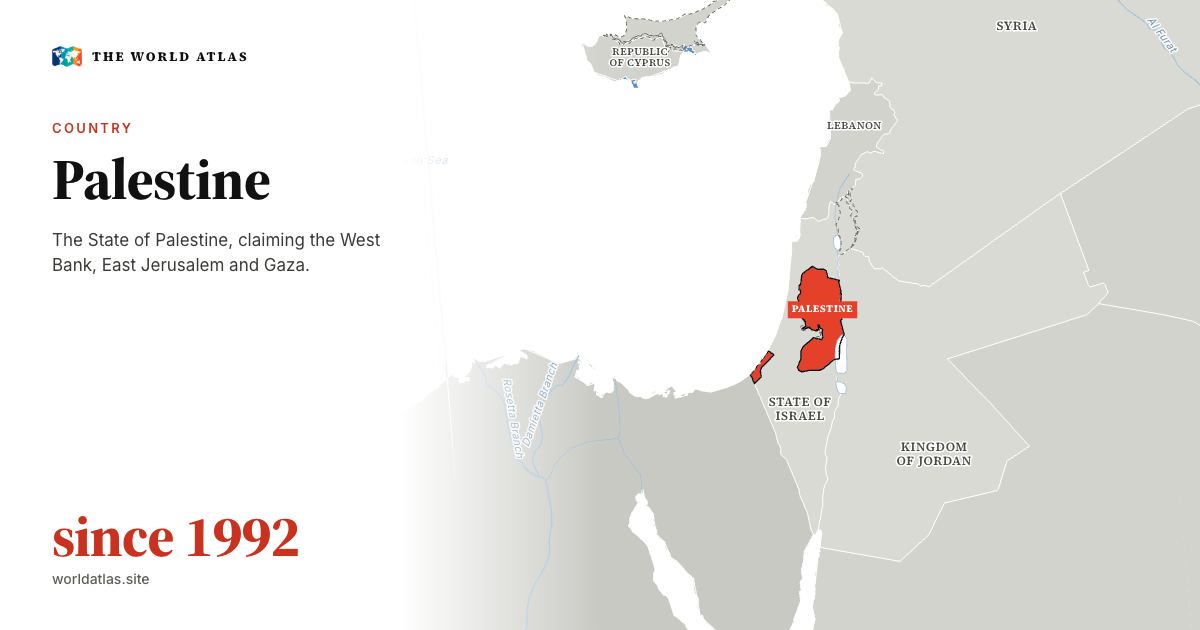 THE WORLD ATLAS
COUNTRY
Palestine
The State of Palestine, claiming the West
Bank, East Jerusalem and Gaza.
since 1992
worldatlas.site
REPUBLIC
OF CYPRUS
SYRIA
Al Furat
LEBANON
Sea
PALESTINE
STATE OF
ISRAEL
KINGDOM
OF JORDAN
Rosetta Branch
Damietta Branch